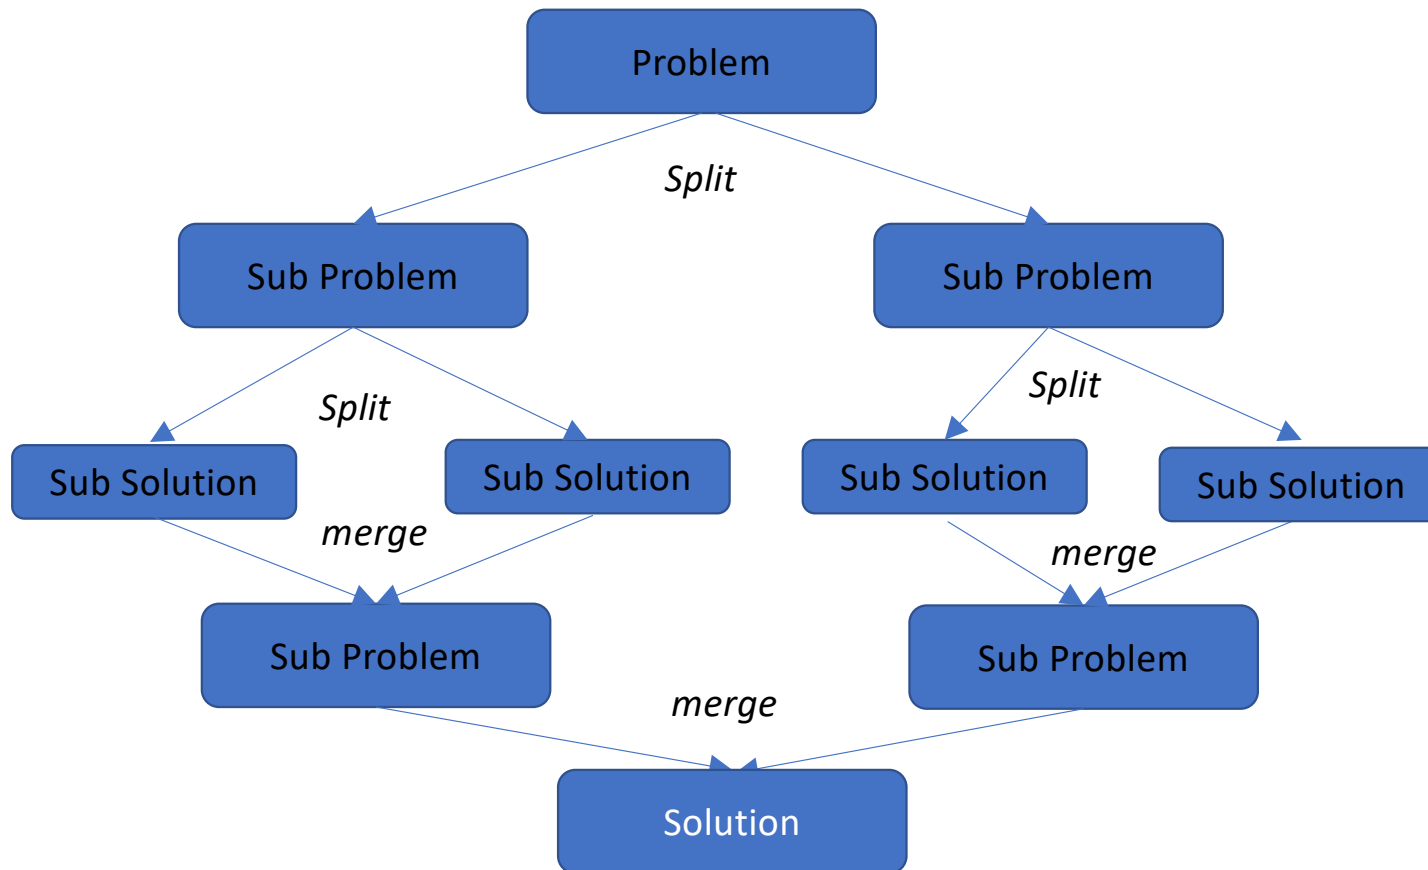 Problem
Split
Sub Problem
Sub Problem
Split
Split
Sub Solution
Sub Solution
Sub Solution
Sub Solution
merge
merge
Sub Problem
Sub Problem
merge
Solution